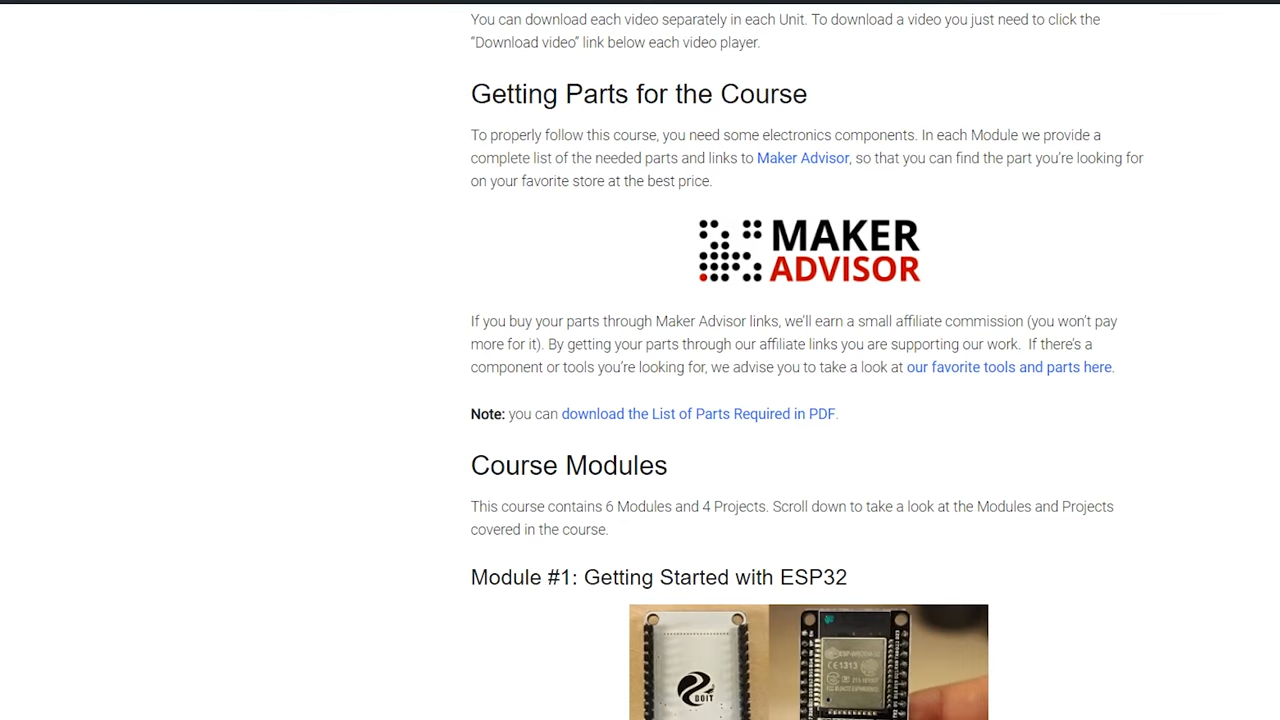 You can download each video separately in each Unit. To download a video you just need to click the
“Download video” link below each video player.
Getting Parts for the Course
To properly follow this course, you need some electronics components. In each Module we provide a
complete list of the needed parts and links to Maker Advisor, so that you can find the part you’re looking for
on your favorite store at the best price.
MAKER
ADVISOR
If you buy your parts through Maker Advisor links, we’ll earn a small affiliate commission (you won’t pay
more for it). By getting your parts through our affiliate links you are supporting our work. If there’s a
component or tools you’re looking for, we advise you to take a look at our favorite tools and parts here.
Note: you can download the List of Parts Required in PDF.
Course Modules
This course contains 6 Modules and 4 Projects. Scroll down to take a look at the Modules and Projects
covered in the course.
Module #1: Getting Started with ESP32
DOIT
CE1313